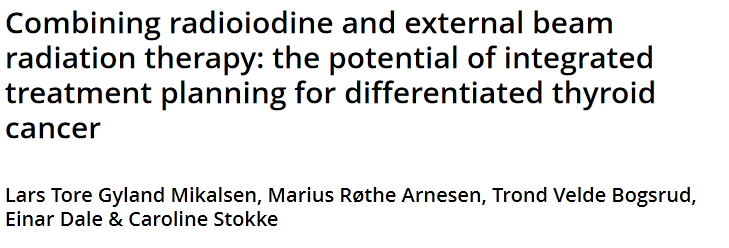 Combining radioiodine and external beam
radiation therapy: the potential of integrated
treatment planning for differentiated thyroid
cancer
Lars Tore Gyland Mikalsen, Marius Røthe Arnesen, Trond Velde Bogsrud,
Einar Dale & Caroline Stokke